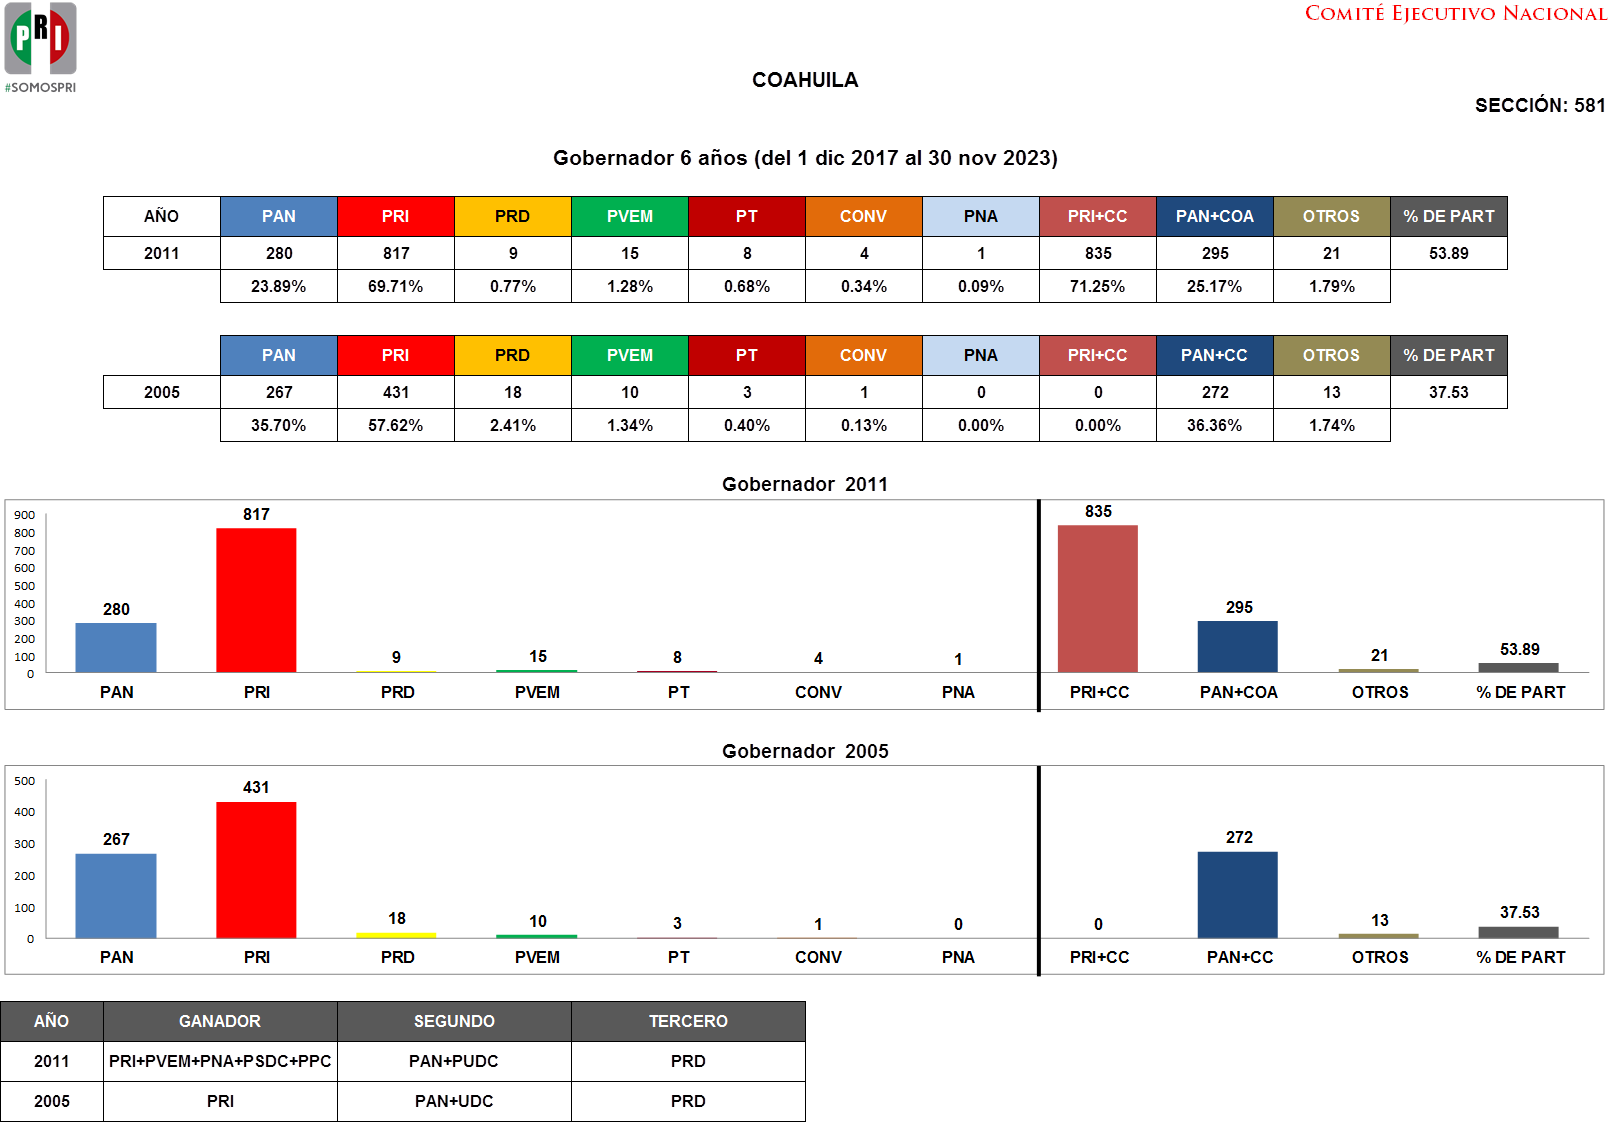 PRI
#SOMOSPRI
COMITÉ EJECUTIVO NACIONAL
COAHUILA
SECCIÓN: 581
Gobernador 6 años (del 1 dic 2017 al 30 nov 2023)
AÑO PAN PRI PRD PVEM PT CONV PNA PRI+CC PAN+COA OTROS % DE PART
2011 280 817 9 15 8 4 1 835 295 21 53.89
23.89% 69.71% 0.77% 1.28% 0.68% 0.34% 0.09% 71.25% 25.17% 1.79%
PAN PRI PRD PVEM PT CONV PNA PRI+CC PAN+CC OTROS % DE PART
2005 267 431 18 10 3 1 0 0 272 13 37.53
35.70% 57.62% 2.41% 1.34% 0.40% 0.13% 0.00% 0.00% 36.36% 1.74%
Gobernador 2011
900
800
700
600
500
400
300
200
100
0
280 817 9 15 8 4 1 835 295 21 53.89
PAN PRI PRD PVEM PT CONV PNA PRI+CC PAN+COA OTROS % DE PART
Gobernador 2005
500
400
300
200
100
0
267 431 18 10 3 1 0 0 272 13 37.53
PAN PRI PRD PVEM PT CONV PNA PRI+CC PAN+CC OTROS % DE PART
AÑO GANADOR SEGUNDO TERCERO
2011 PRI+PVEM+PNA+PSDC+PPC PAN+PUDC PRD
2005 PRI PAN+UDC PRD